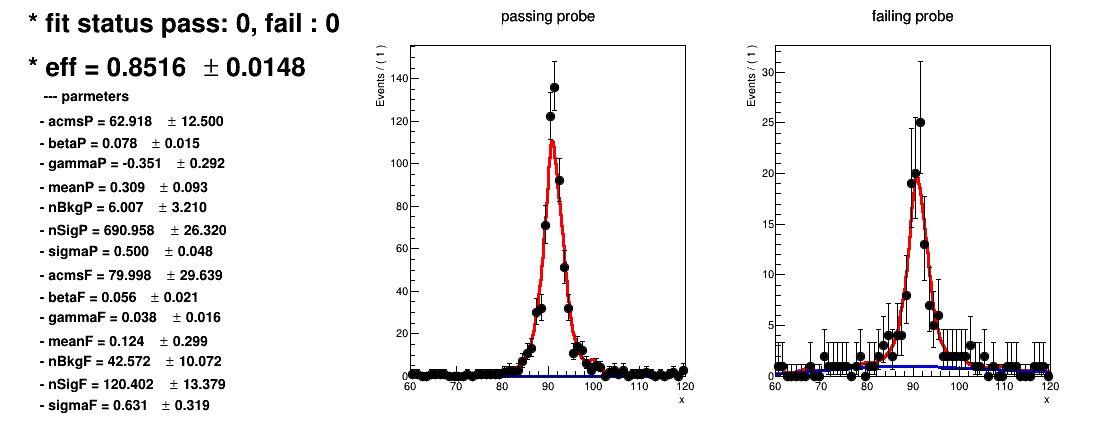 * fit status pass: 0, fail : 0
* eff = 0.8516 ± 0.0148
--- parmeters
- acmsP = 62.918 ± 12.500
- betaP = 0.078 ± 0.015
- gammaP = -0.351 ± 0.292
- meanP = 0.309 ± 0.093
- nBkgP = 6.007 ± 3.210
- nSigP = 690.958 ± 26.320
- sigmaP = 0.500 ± 0.048
- acmsF = 79.998 ± 29.639
- betaF = 0.056 ± 0.021
- gammaF = 0.038 ± 0.016
- meanF = 0.124 ± 0.299
- nBkgF = 42.572 ± 10.072
- nSigF = 120.402 ± 13.379
- sigmaF = 0.631 ± 0.319
passing probe
Events / ( 1 )
140
120
100
80
60
40
20
0
60 70 80 90 100 110 120
x
failing probe
Events / ( 1 )
30
25
20
15
10
5
0
60 70 80 90 100 110 120
x